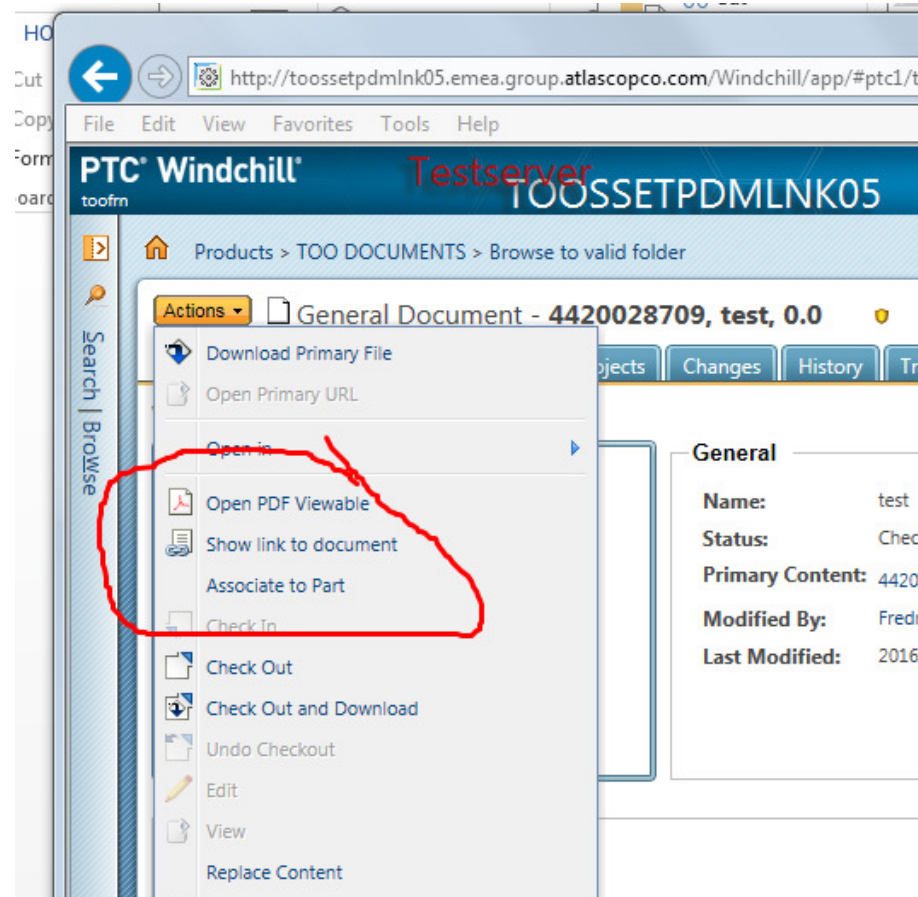 HO
Cut
Copy
Form
oard
http://toossetpdmlnk05.emea.group.atlascopco.com/Windchill/app/#ptc1/t
File Edit View Favorites Tools Help
PTC® Windchill®
Testserver
TOOSSETPDMLNK05
toofrn
Products > TOO DOCUMENTS > Browse to valid folder
Search | Browse
Actions
General Document - 4420028709, test, 0.0
Download Primary File
Open Primary URL
Open in
Open PDF Viewable
Show link to document
Associate to Part
Check In
Check Out
Check Out and Download
Undo Checkout
Edit
View
Replace Content
jects Changes History Tr
General
Name: test
Status: Chec
Primary Content: 4420
Modified By: Fredr
Last Modified: 2016